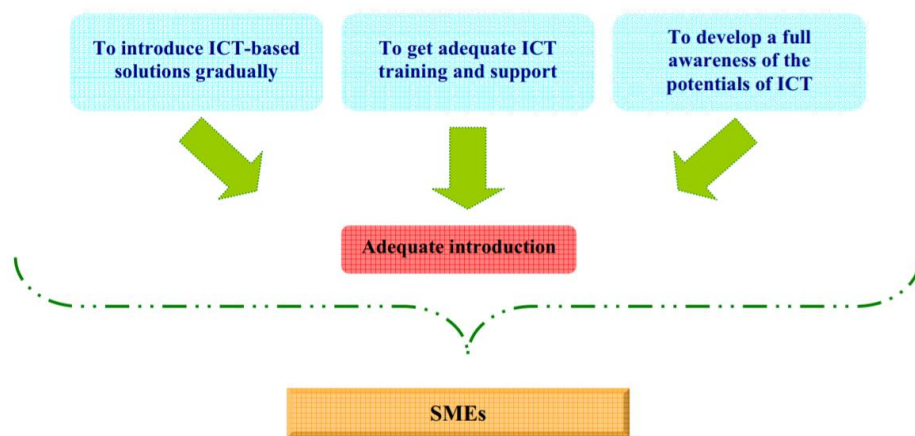 To introduce ICT-based
solutions gradually
To get adequate ICT
training and support
To develop a full
awareness of the
potentials of ICT
Adequate introduction
SMEs